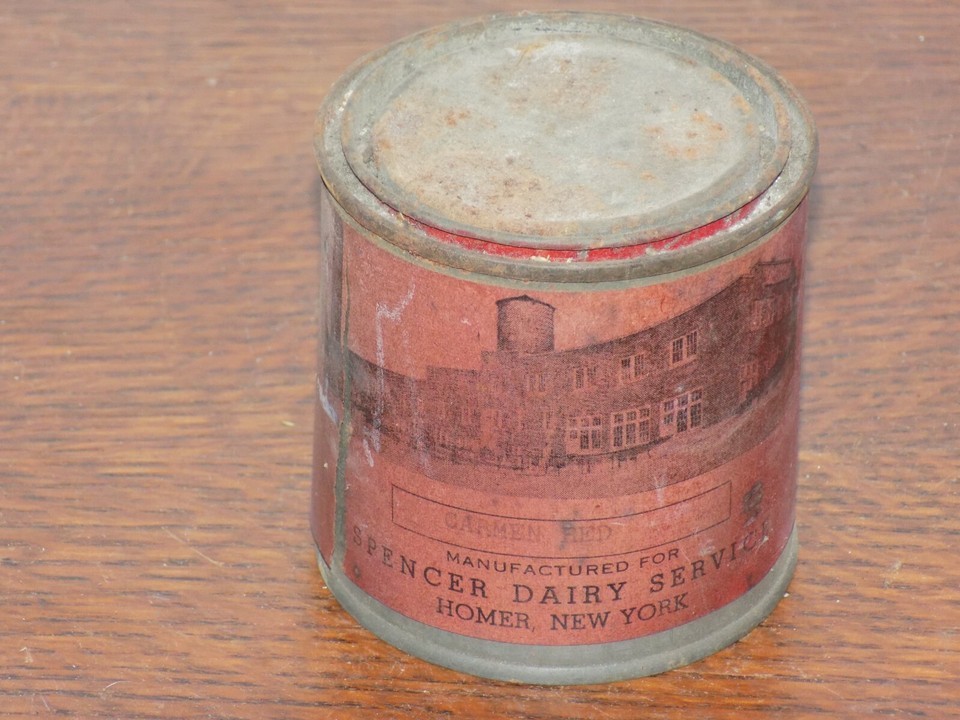 CARMEN RED
MANUFACTURED FOR
SPENCER DAIRY SERVICE
HOMER, NEW YORK